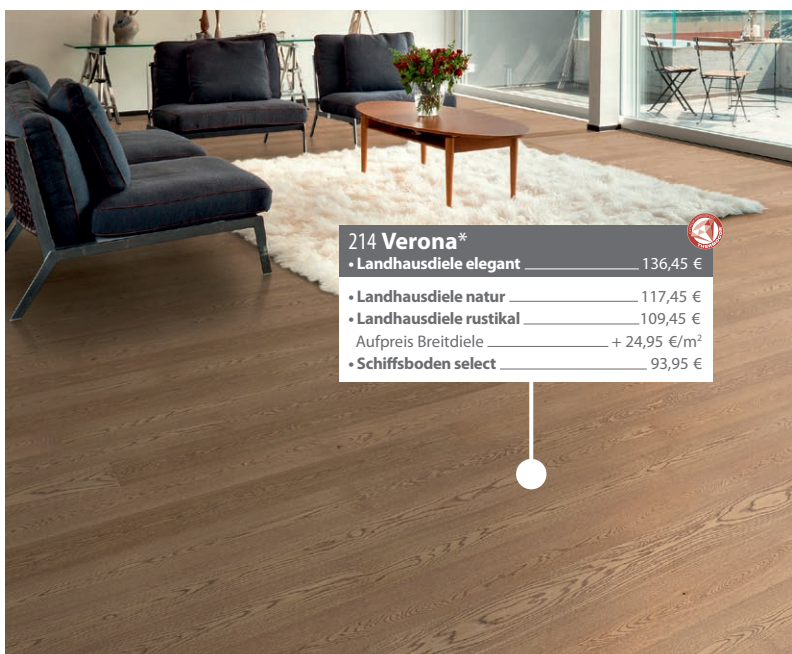 214 Verona*
• Landhausdiele elegant 136,45 €
• Landhausdiele natur 117,45 €
• Landhausdiele rustikal 109,45 €
Aufpreis Breitdiele + 24,95 €/m²
• Schiffsboden select 93,95 €